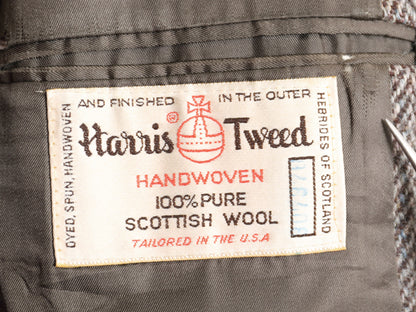 DYED, SPUN, HANDWOVEN
AND FINISHED IN THE OUTER
HEBRIDES OF SCOTLAND
Harris® Tweed
HANDWOVEN
100% PURE
SCOTTISH WOOL
TAILORED IN THE U.S.A